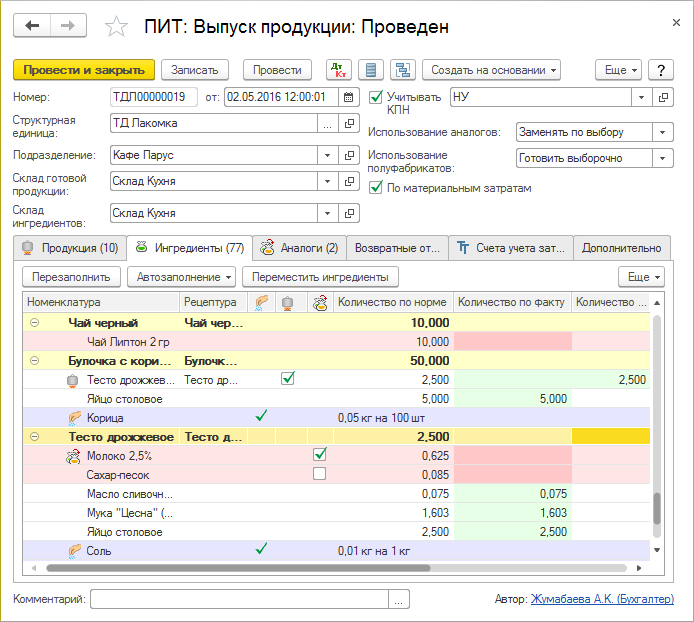 ПИТ: Выпуск продукции: Проведен
Провести и закрыть Записать Провести Дт Кт Создать на основании Еще ?
Номер: ТДП00000019 от: 02.05.2016 12:00:01 Учитывать КПН НУ
Структурная единица: ТД Лакомка ... Использование аналогов: Заменять по выбору
Подразделение: Кафе Парус Использование полуфабрикатов: Готовить выборочно
Склад готовой продукции: Склад Кухня По материальным затратам
Склад ингредиентов: Склад Кухня
Продукция (10) Ингредиенты (77) Аналоги (2) Возвратные от... Тт Счета учета зат... Дополнительно
Перезаполнить Автозаполнение Переместить ингредиенты Еще
Номенклатура Рецептура Количество по норме Количество по факту Количество ...
Чай черный Чай чер... 10,000
Чай Липтон 2 гр 10,000
Булочка с кори... Булочк... 50,000
Тесто дрожжев... Тесто др... 2,500 2,500
Яйцо столовое 5,000 5,000
Корица 0,05 кг на 100 шт
Тесто дрожжевое Тесто д... 2,500
Молоко 2,5% 0,625
Сахар-песок 0,085
Масло сливочн... 0,075 0,075
Мука "Цесна" (... 1,603 1,603
Яйцо столовое 2,500 2,500
Соль 0,01 кг на 1 кг
Комментарий: ... Автор: Жумабаева А.К. (Бухгалтер)